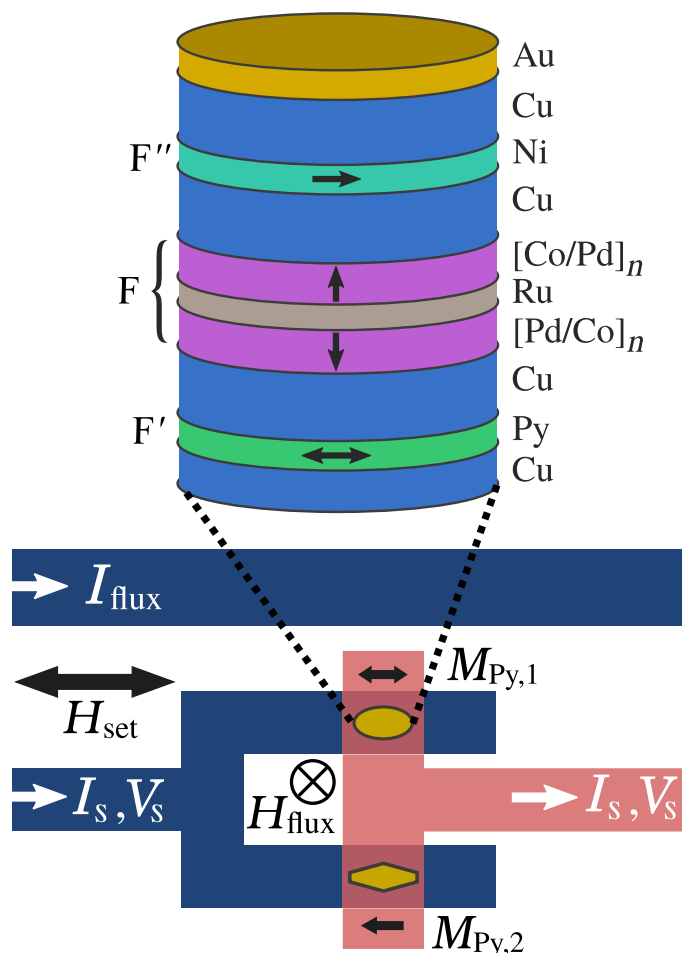 Au
Cu
F″ Ni
Cu
[Co/Pd]n
F Ru
[Pd/Co]n
Cu
F′ Py
Cu
Iflux
MPy,1
Hset
Is,Vs Is,Vs
Hflux
MPy,2